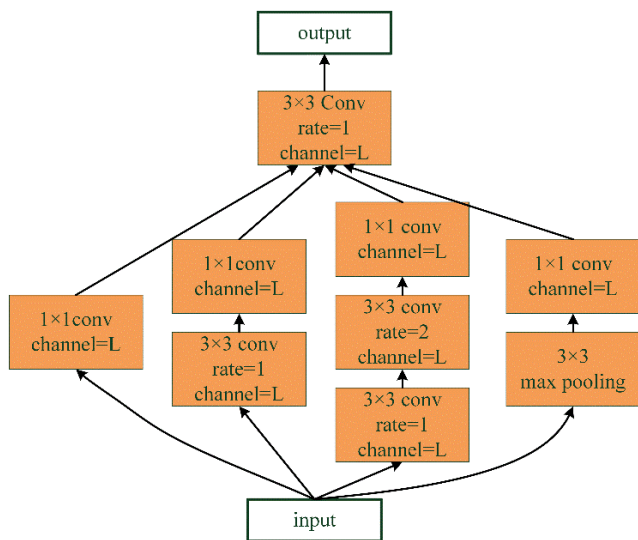 output
3×3 Conv
rate=1
channel=L
1×1conv
channel=L
1×1conv
channel=L
3×3 conv
rate=1
channel=L
1×1 conv
channel=L
3×3 conv
rate=2
channel=L
3×3 conv
rate=1
channel=L
1×1 conv
channel=L
3×3
max pooling
input